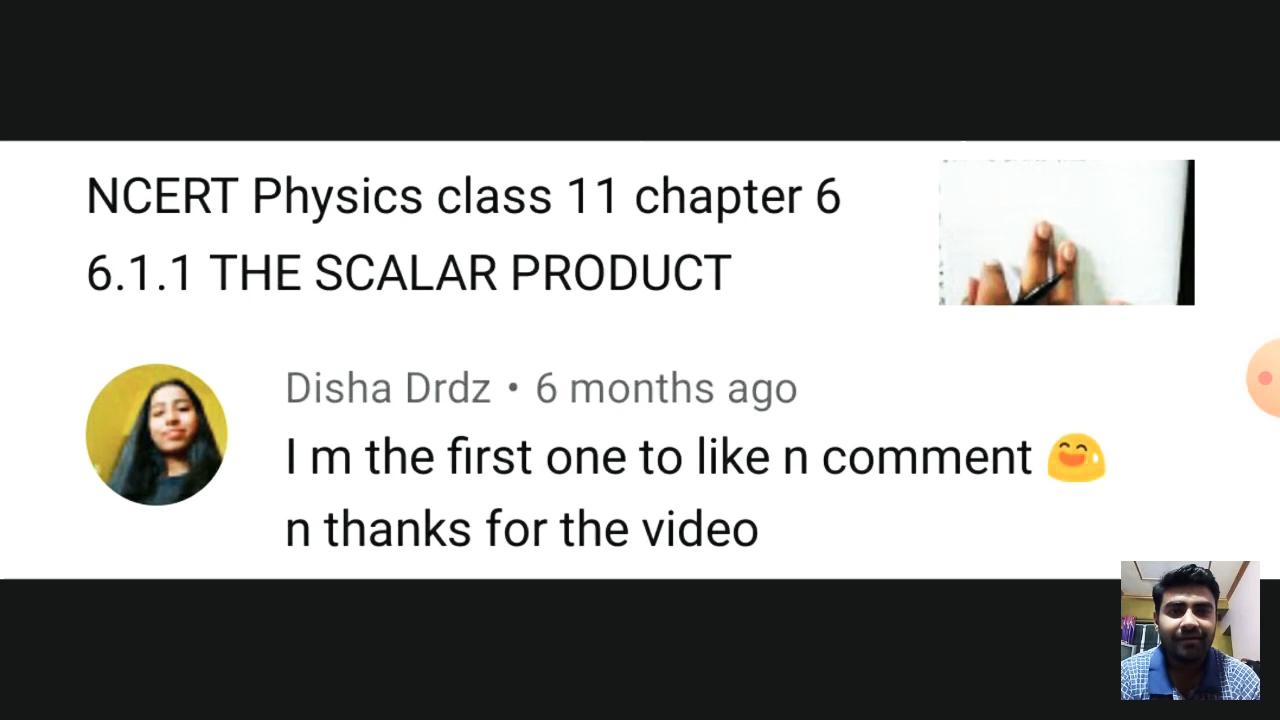 NCERT Physics class 11 chapter 6
6.1.1 THE SCALAR PRODUCT
Disha Drdz • 6 months ago
I m the first one to like n comment 😅
n thanks for the video